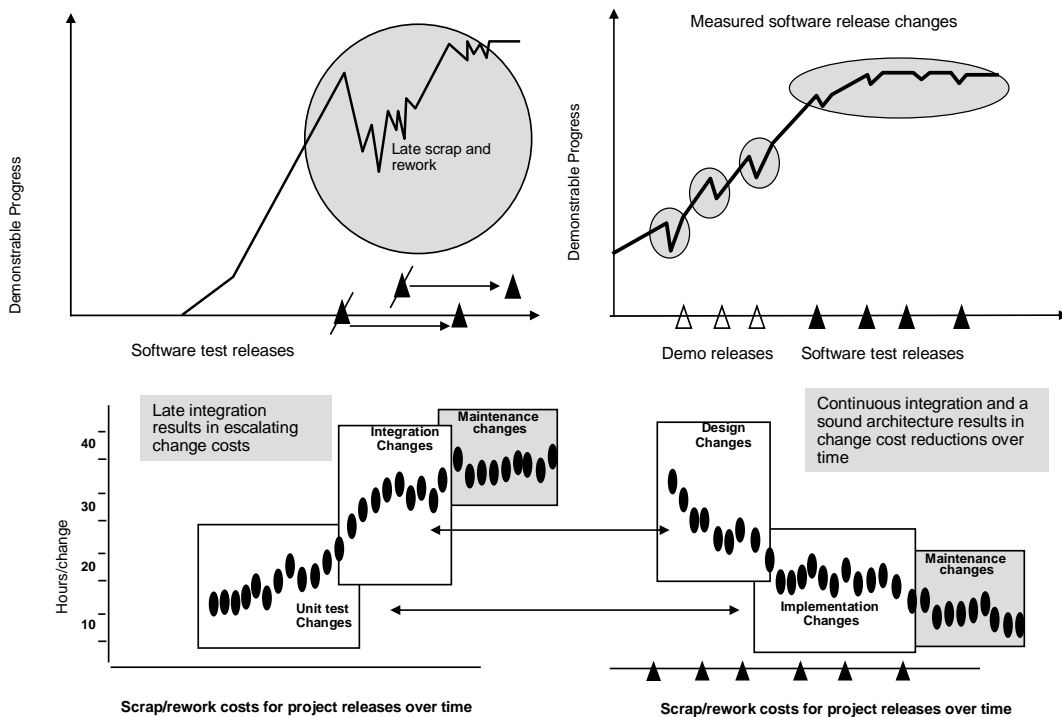 Measured software release changes
Demonstrable Progress
Late scrap and
rework
Software test releases
Demonstrable Progress
Demo releases
Software test releases
Late integration
results in escalating
change costs
Hours/change
40
30
20
10
Unit test
Changes
Integration
Changes
Maintenance
changes
Design
Changes
Implementation
Changes
Maintenance
changes
Continuous integration and a
sound architecture results in
change cost reductions over
time
Scrap/rework costs for project releases over time
Scrap/rework costs for project releases over time